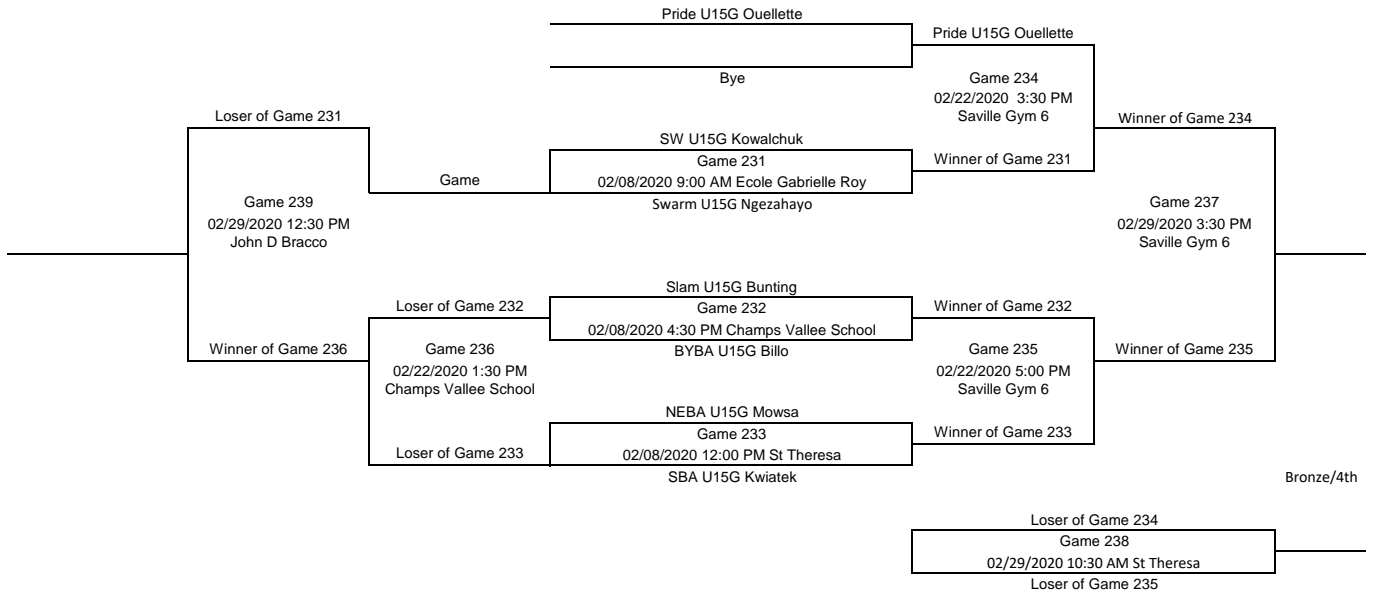 Pride U15G Ouellette
Pride U15G Ouellette
Bye
Game 234
02/22/2020 3:30 PM
Saville Gym 6
Loser of Game 231
Winner of Game 234
SW U15G Kowalchuk
Game 231
Winner of Game 231
Game
02/08/2020 9:00 AM Ecole Gabrielle Roy
Swarm U15G Ngezahayo
Game 239
02/29/2020 12:30 PM
John D Bracco
Game 237
02/29/2020 3:30 PM
Saville Gym 6
Slam U15G Bunting
Loser of Game 232
Game 232
Winner of Game 232
02/08/2020 4:30 PM Champs Vallee School
BYBA U15G Billo
Winner of Game 236
Game 236
02/22/2020 1:30 PM
Champs Vallee School
Game 235
02/22/2020 5:00 PM
Saville Gym 6
Winner of Game 235
NEBA U15G Mowsa
Game 233
Winner of Game 233
Loser of Game 233
02/08/2020 12:00 PM St Theresa
SBA U15G Kwiatek
Bronze/4th
Loser of Game 234
Game 238
02/29/2020 10:30 AM St Theresa
Loser of Game 235